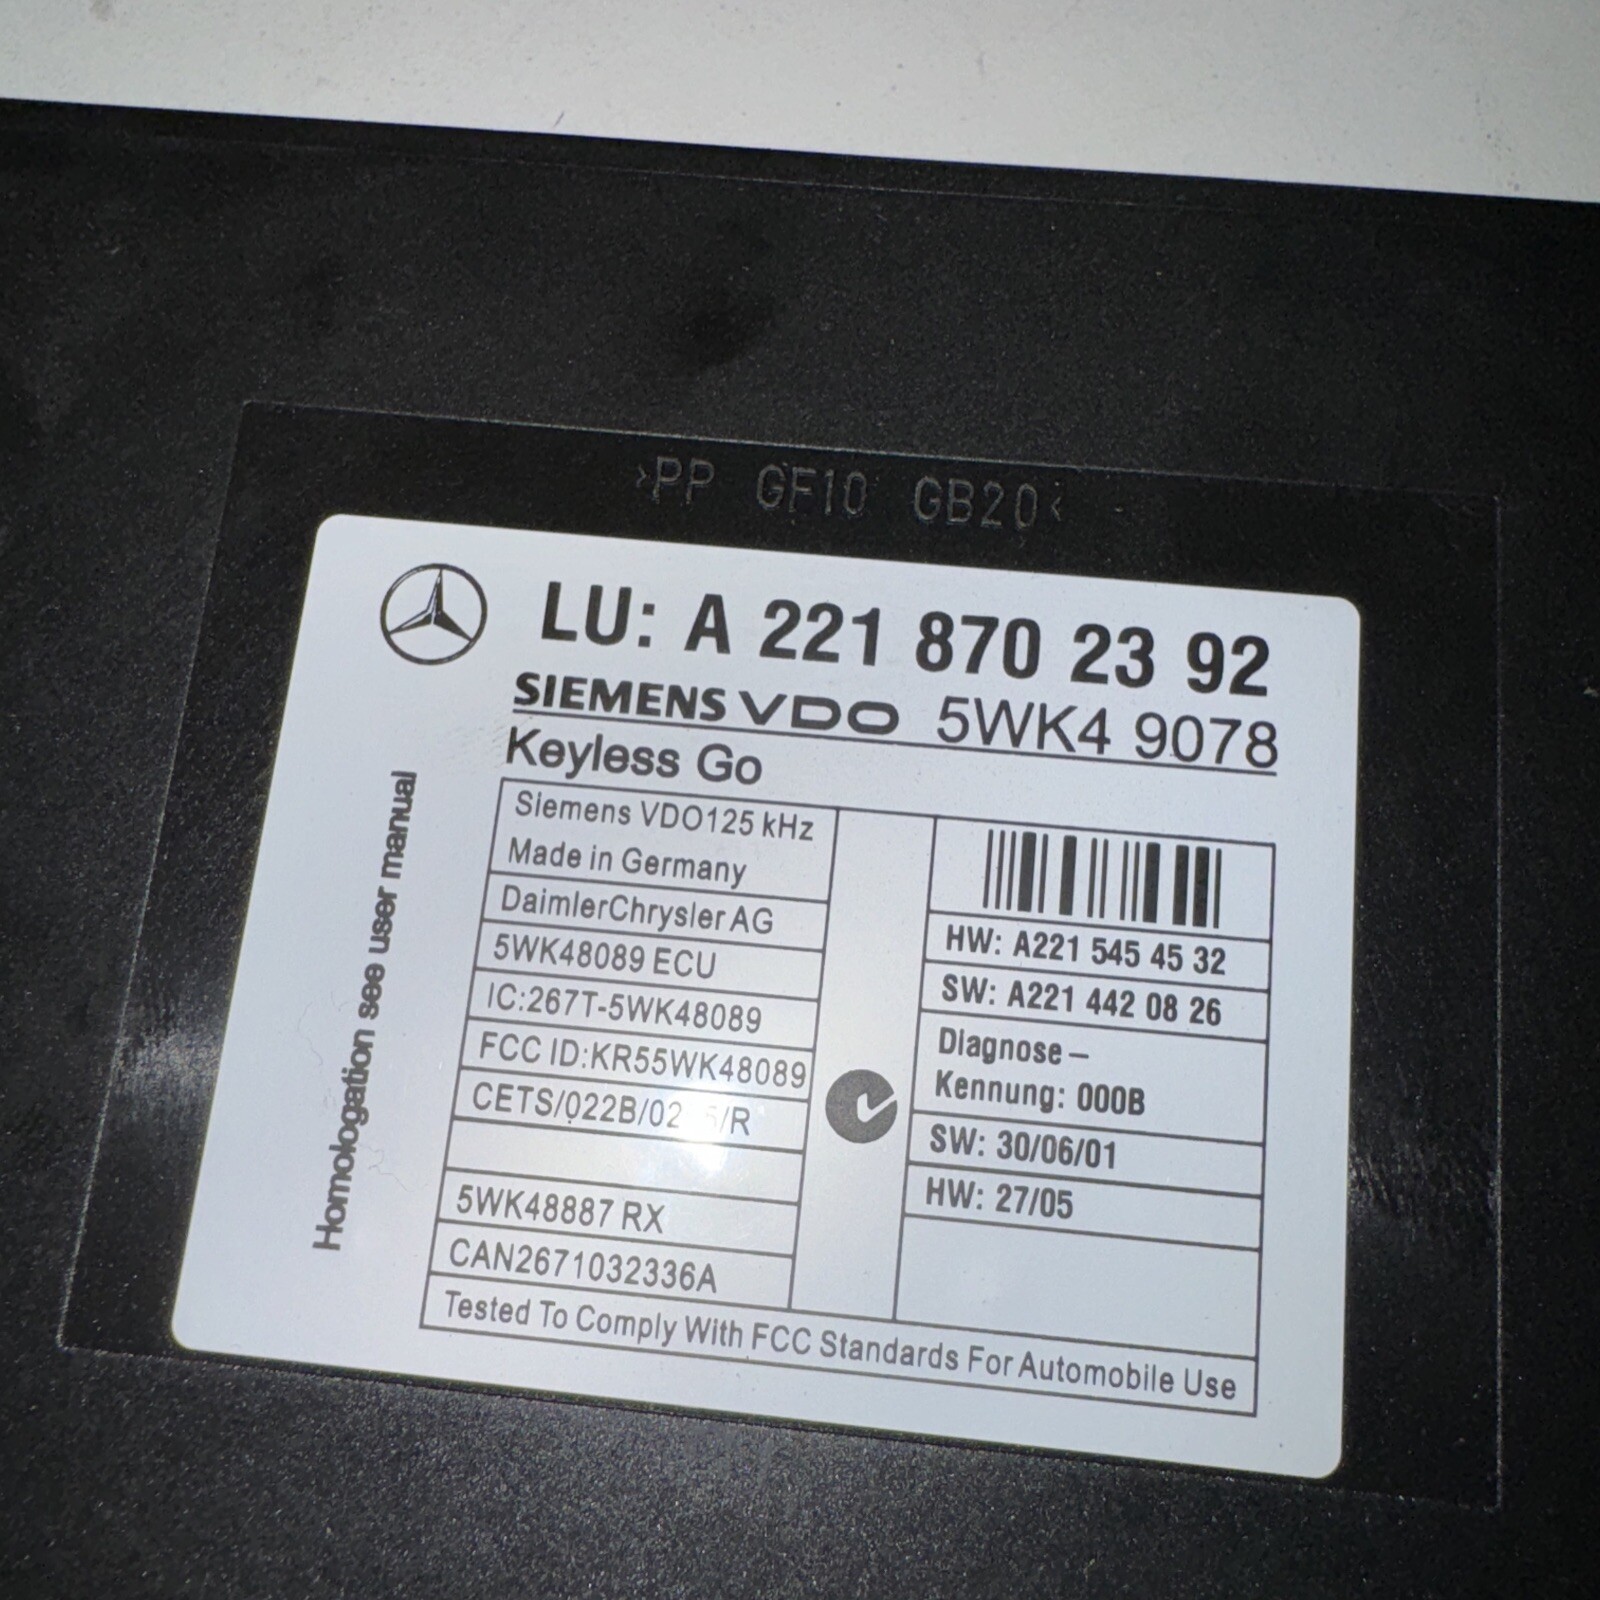 >PP GF10 GB20<
LU: A 221 870 23 92
SIEMENS VDO 5WK4 9078
Keyless Go
Homologation see user manual
Siemens VDO125 kHz
Made in Germany
DaimlerChrysler AG
5WK48089 ECU
IC:267T-5WK48089
FCC ID:KR55WK48089
5WK48887 RX
CAN2671032336A
HW: A221 545 45 32
SW: A221 442 08 26
Diagnose –
Kennung: 000B
SW: 30/06/01
HW: 27/05
Tested To Comply With FCC Standards For Automobile Use